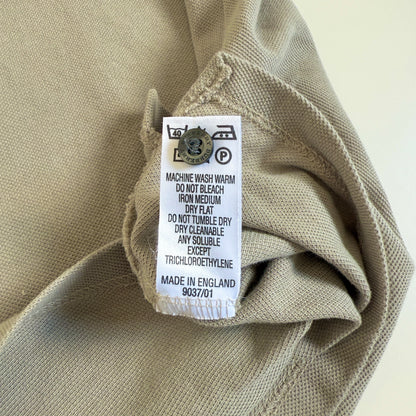 40
P
MACHINE WASH WARM
DO NOT BLEACH
IRON MEDIUM
DRY FLAT
DO NOT TUMBLE DRY
DRY CLEANABLE
ANY SOLUBLE
EXCEPT
TRICHLOROETHYLENE
MADE IN ENGLAND
9037/01